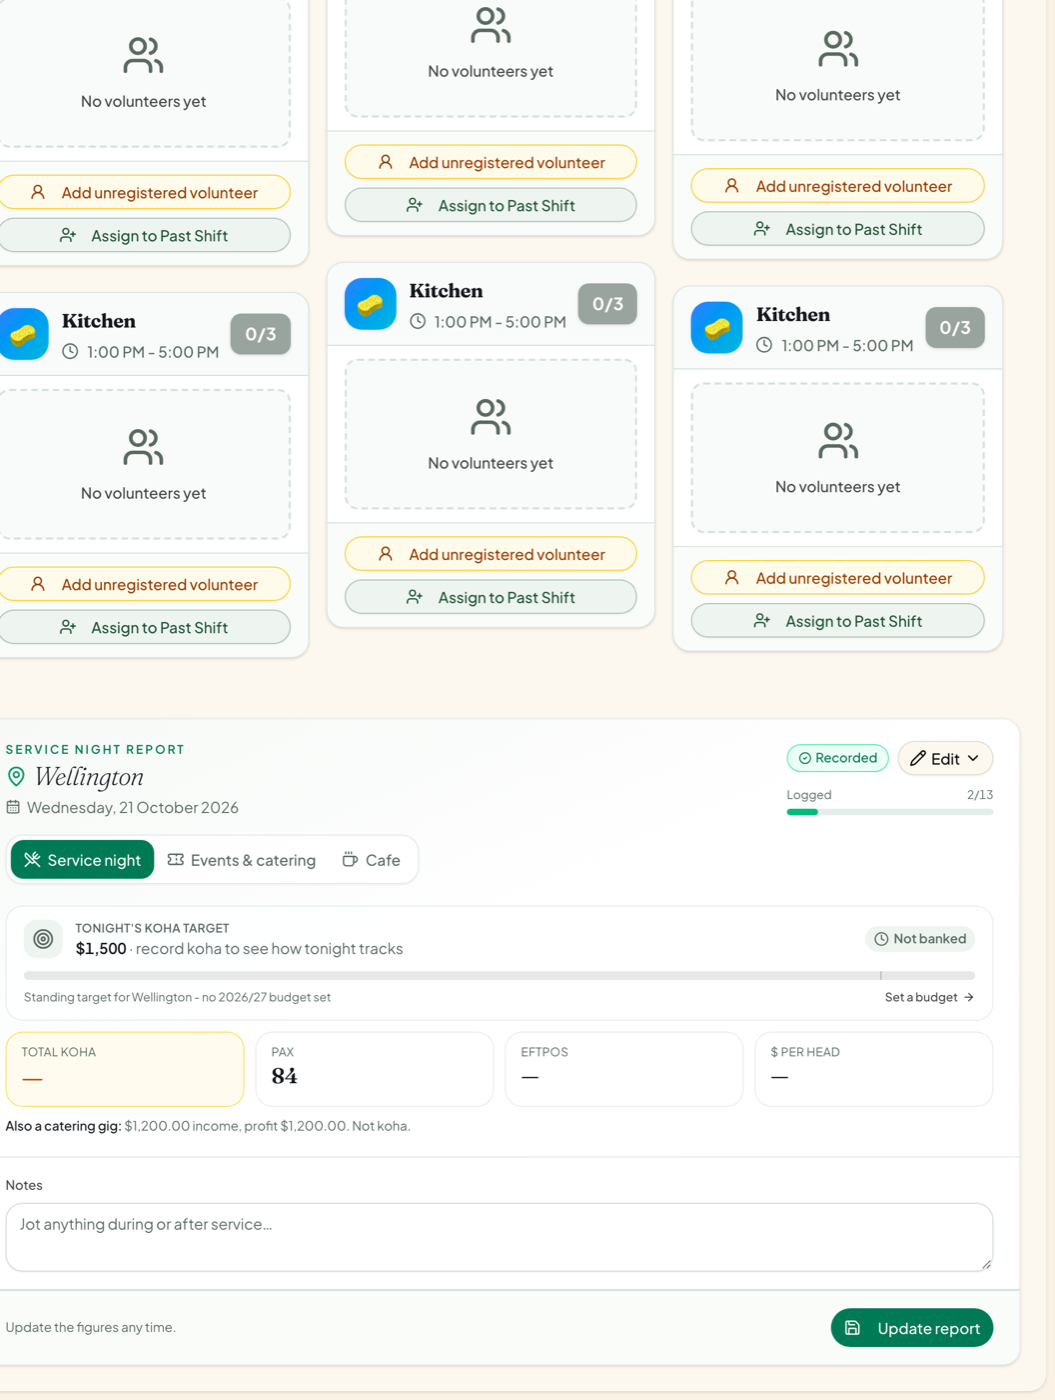 No volunteers yet
Add unregistered volunteer
Assign to Past Shift
Kitchen
1:00 PM - 5:00 PM
0/3
No volunteers yet
Add unregistered volunteer
Assign to Past Shift
No volunteers yet
Add unregistered volunteer
Assign to Past Shift
Kitchen
1:00 PM - 5:00 PM
0/3
No volunteers yet
Add unregistered volunteer
Assign to Past Shift
No volunteers yet
Add unregistered volunteer
Assign to Past Shift
Kitchen
1:00 PM - 5:00 PM
0/3
No volunteers yet
Add unregistered volunteer
Assign to Past Shift
SERVICE NIGHT REPORT
Wellington
Wednesday, 21 October 2026
Recorded
Edit
Logged 2/13
Service night
Events & catering
Cafe
TONIGHT'S KOHA TARGET
$1,500 · record koha to see how tonight tracks
Not banked
Standing target for Wellington - no 2026/27 budget set
Set a budget →
TOTAL KOHA
—
PAX
84
EFTPOS
—
$ PER HEAD
—
Also a catering gig: $1,200.00 income, profit $1,200.00. Not koha.
Notes
Jot anything during or after service...
Update the figures any time.
Update report